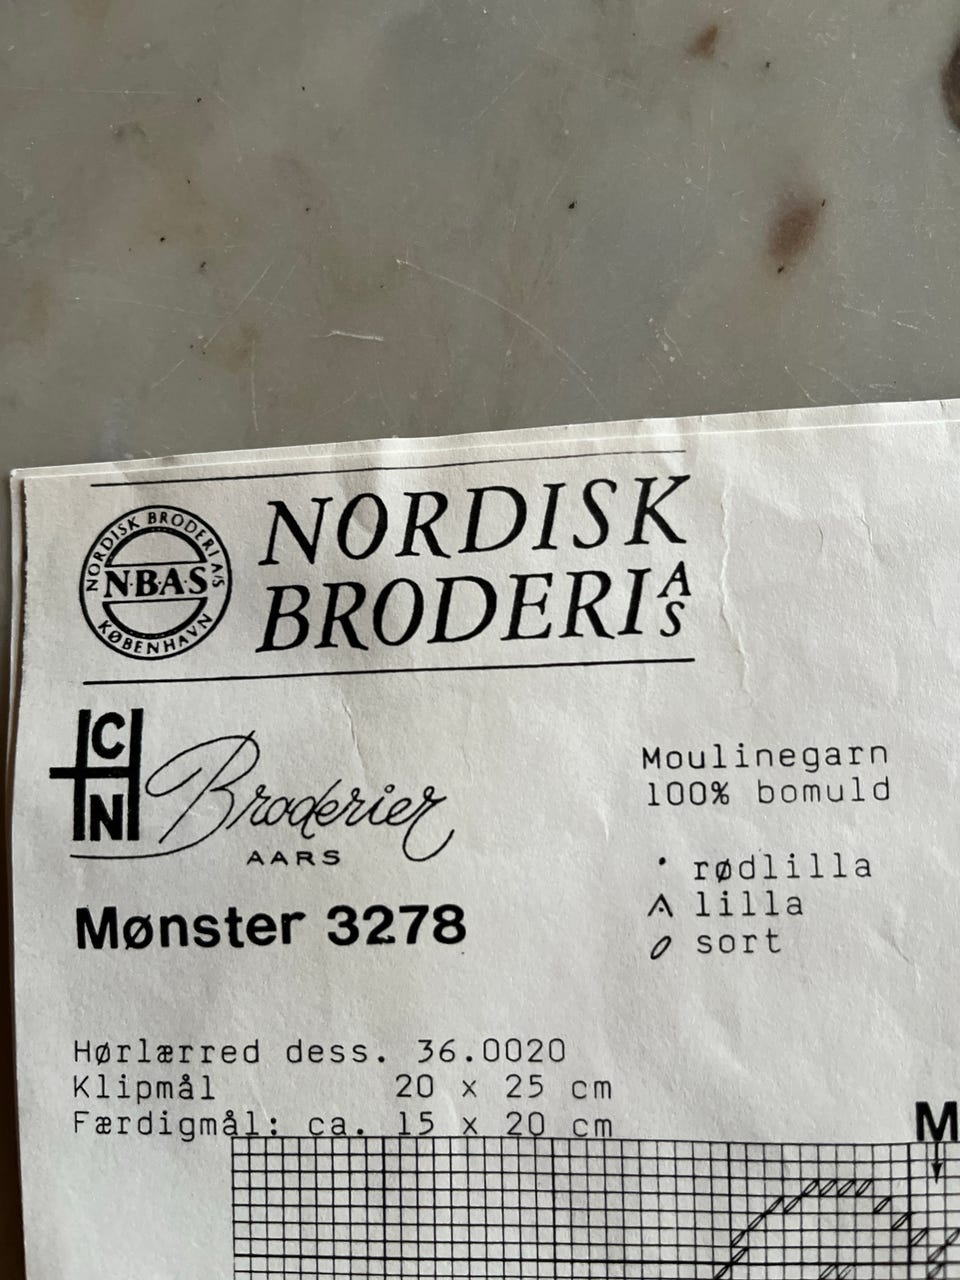 NORDISK BRODERI A/S
N·B·A·S
KØBENHAVN
NORDISK
BRODERI A/S
CN
Broderier
AARS
Mønster 3278
Moulinegarn
100% bomuld
· rødlilla
∧ lilla
0 sort
Hørlærred dess. 36.0020
Klipmål 20 x 25 cm
Færdigmål: ca. 15 x 20 cm
M